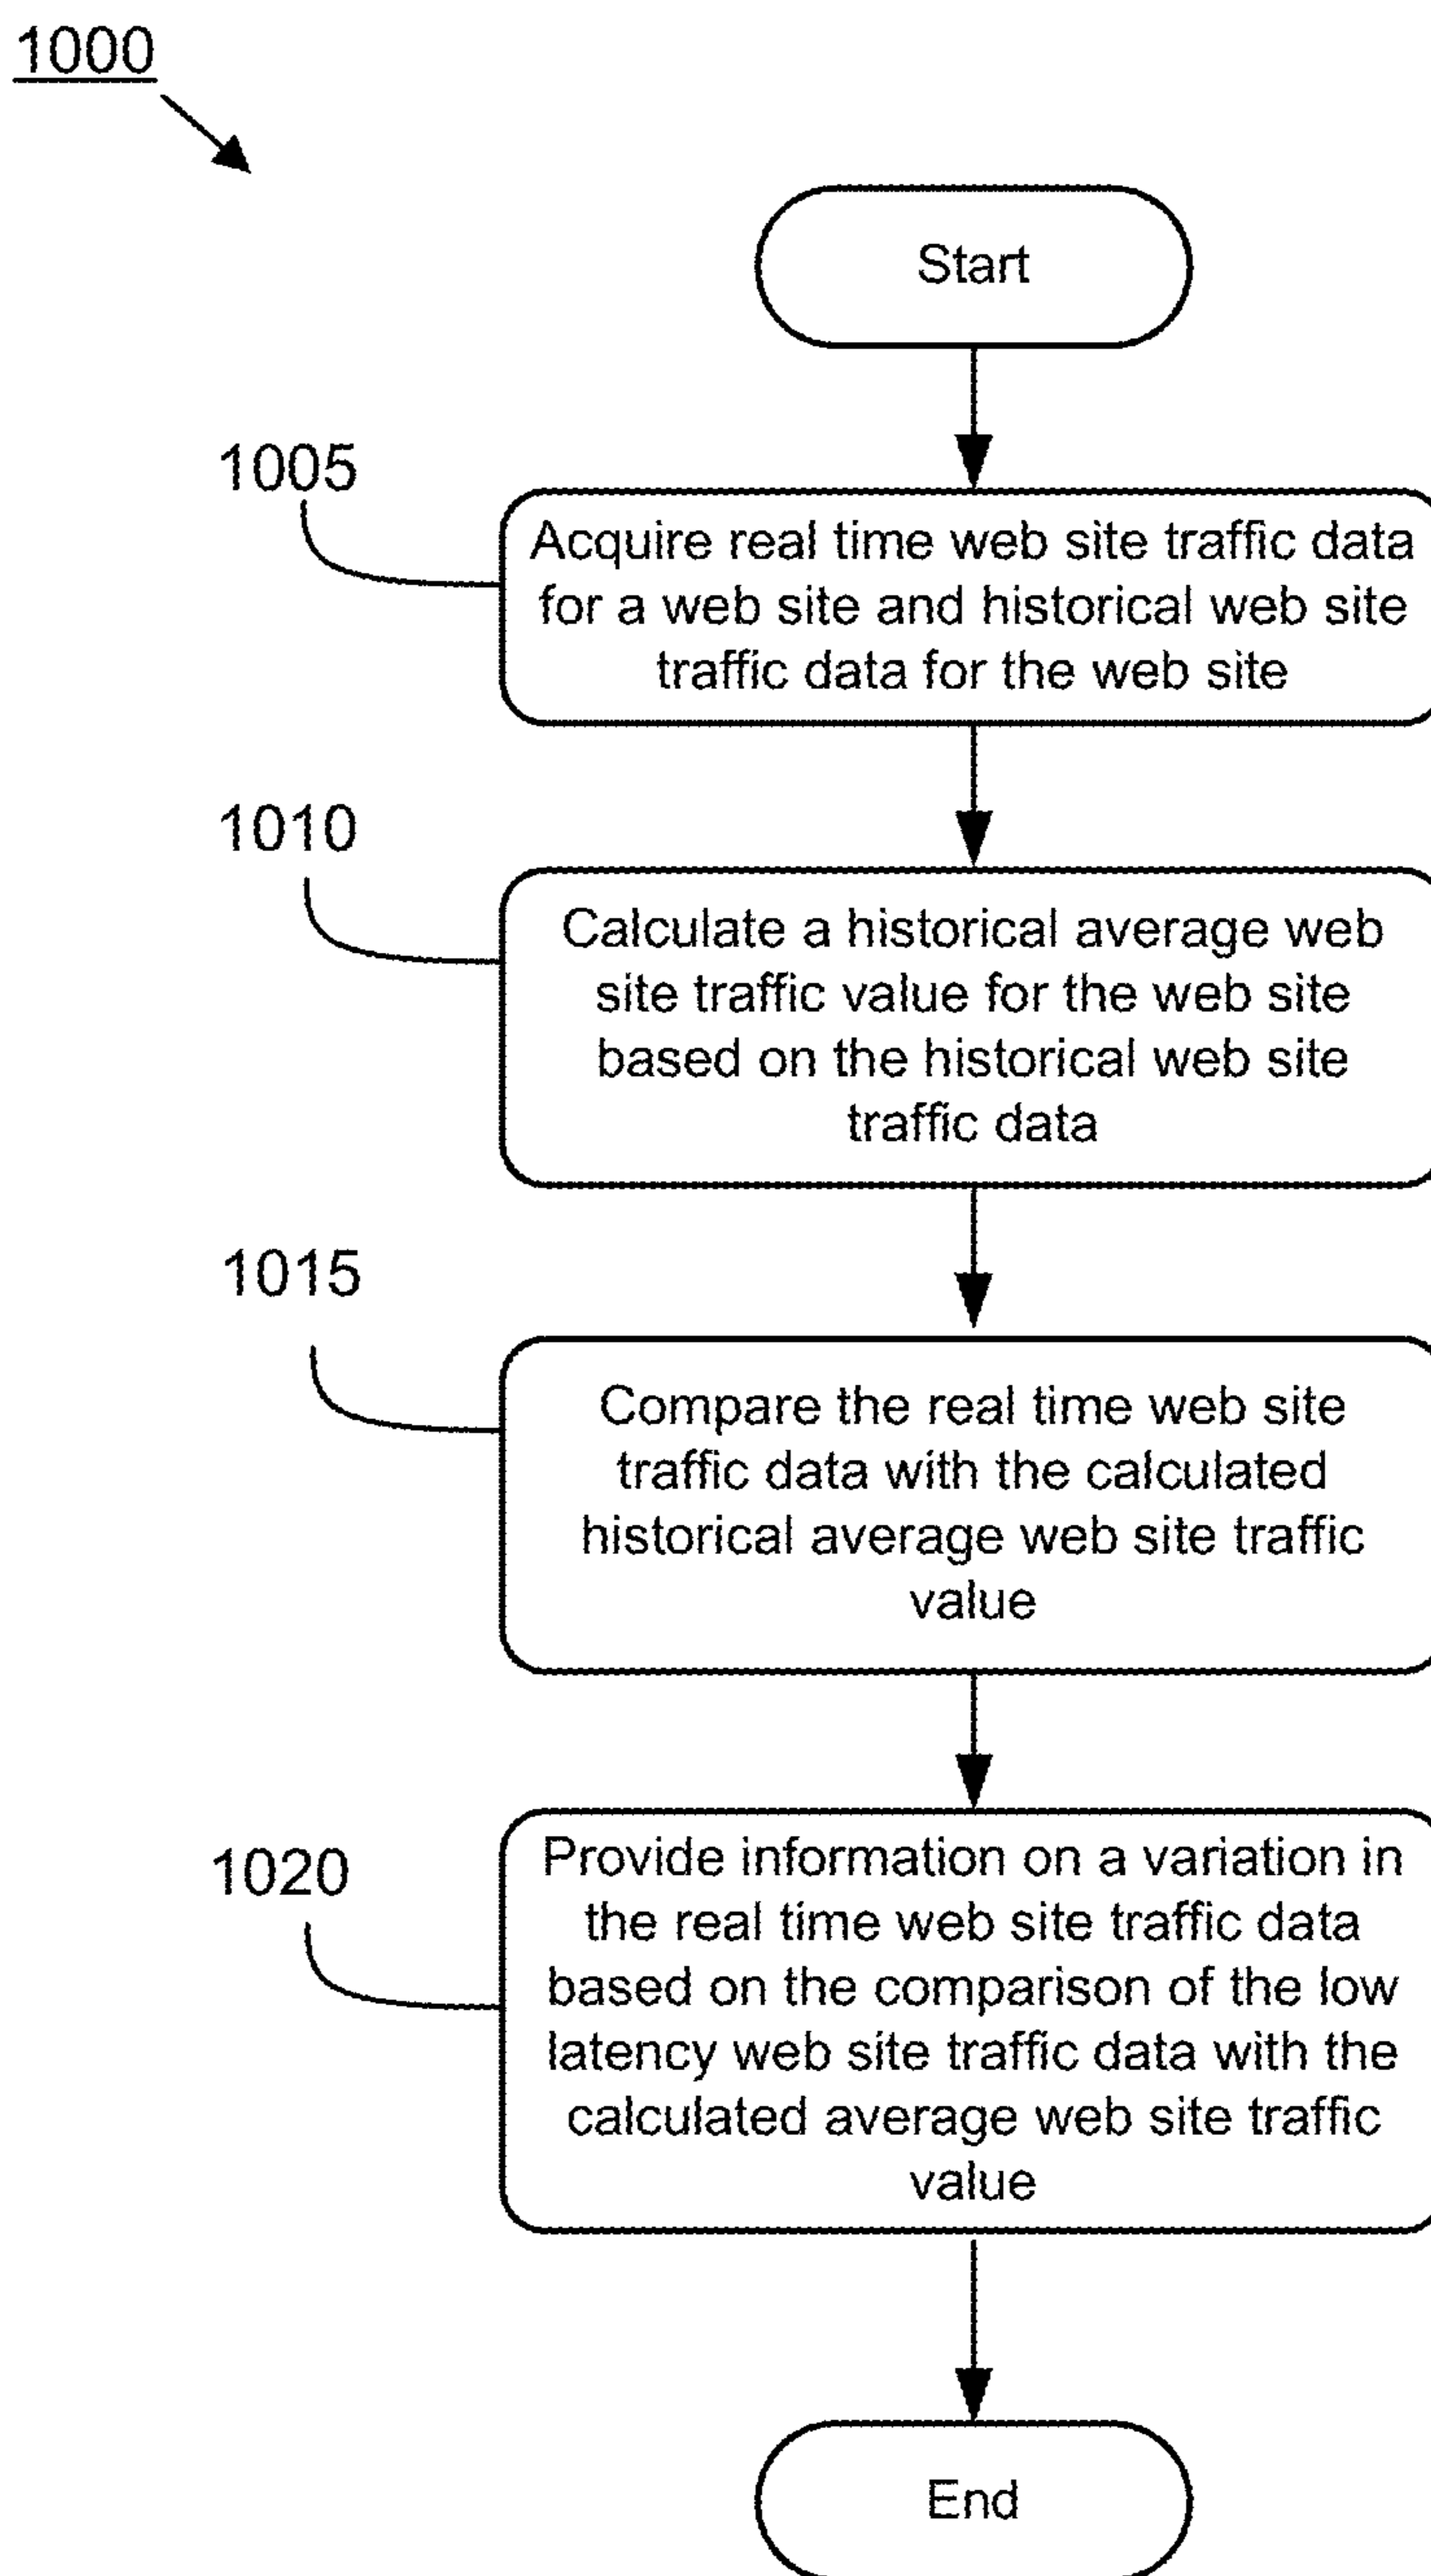 1000
Start
1005
Acquire real time web site traffic data
for a web site and historical web site
traffic data for the web site
1010
Calculate a historical average web
site traffic value for the web site
based on the historical web site
traffic data
1015
Compare the real time web site
traffic data with the calculated
historical average web site traffic
value
1020
Provide information on a variation in
the real time web site traffic data
based on the comparison of the low
latency web site traffic data with the
calculated average web site traffic
value
End